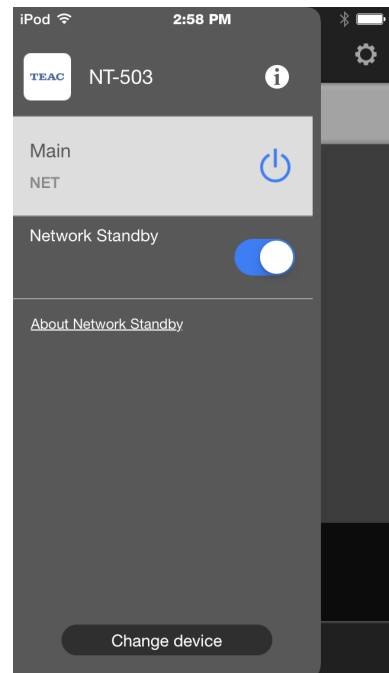 iPod 2:58 PM
TEAC NT-503 i
Main
NET
Network Standby
About Network Standby
Change device